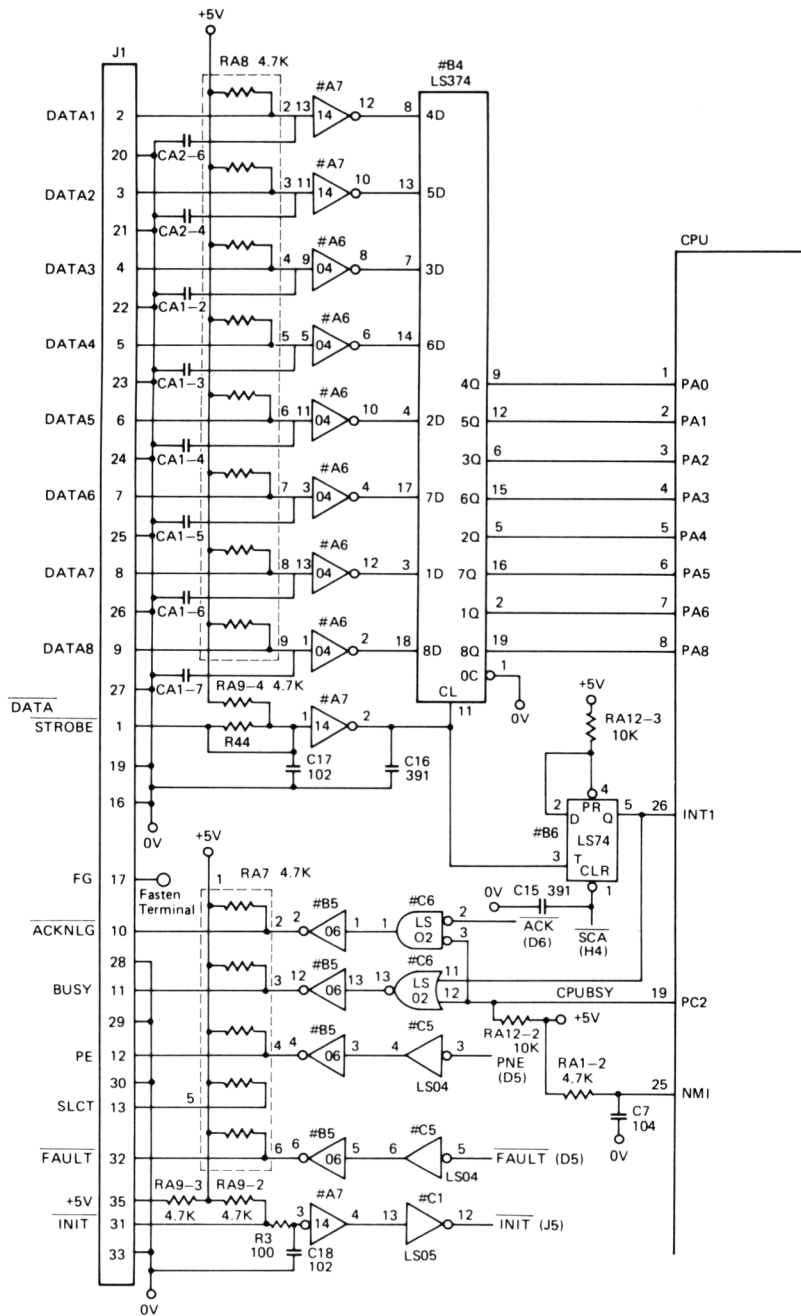 +5V
J1
RA8 4.7K
#B4
LS374
#A7
DATA1 2 2 13 14 12 8 4D
20 CA2-6
#A7
DATA2 3 3 11 14 10 13 5D
21 CA2-4
#A6
CPU
DATA3 4 4 9 04 8 7 3D
22 CA1-2
#A6
DATA4 5 5 5 04 6 14 6D
23 CA1-3
4Q 9 1 PA0
#A6
DATA5 6 6 11 04 10 4 2D
5Q 12 2 PA1
24 CA1-4
3Q 6 3 PA2
#A6
DATA6 7 7 3 04 4 17 7D
6Q 15 4 PA3
25 CA1-5
2Q 5 5 PA4
#A6
DATA7 8 8 13 04 12 3 1D
7Q 16 6 PA5
26 CA1-6
1Q 2 7 PA6
#A6
DATA8 9 9 1 04 2 18 8D
8Q 19 8 PA8
27 CA1-7
0C 1
RA9-4 4.7K
CL
11
0V
+5V
DATA
STROBE 1
R44
#A7
1 14 2
RA12-3
10K
19
C17
102
C16
391
16
0V
4
PR
2 D Q 5 26 INT1
#B6
LS74
3 T
CLR
1
+5V
1 RA7 4.7K
FG 17
Fasten
Terminal
0V C15 391
#C6
ACKNLG 10 2 2 #B5 06 1 1 LS O2 2 3
ACK
(D6)
SCA
(H4)
28
BUSY 11 3 12 #B5 06 13 13 #C6 LS 02 11 12
CPUBSY 19 PC2
29
RA12-2
10K
+5V
PE 12 4 4 #B5 06 3 4 #C5 3
LS04
PNE
(D5)
RA1-2
4.7K
25 NMI
30
SLCT 13 5
C7
104
0V
FAULT 32 6 6 #B5 06 5 6 #C5 5 FAULT (D5)
LS04
+5V 35 RA9-3 RA9-2
4.7K 4.7K
INIT 31 3 #A7 14 4 13 #C1 12 INIT (J5)
R3
100
C18
102
LS05
33
0V